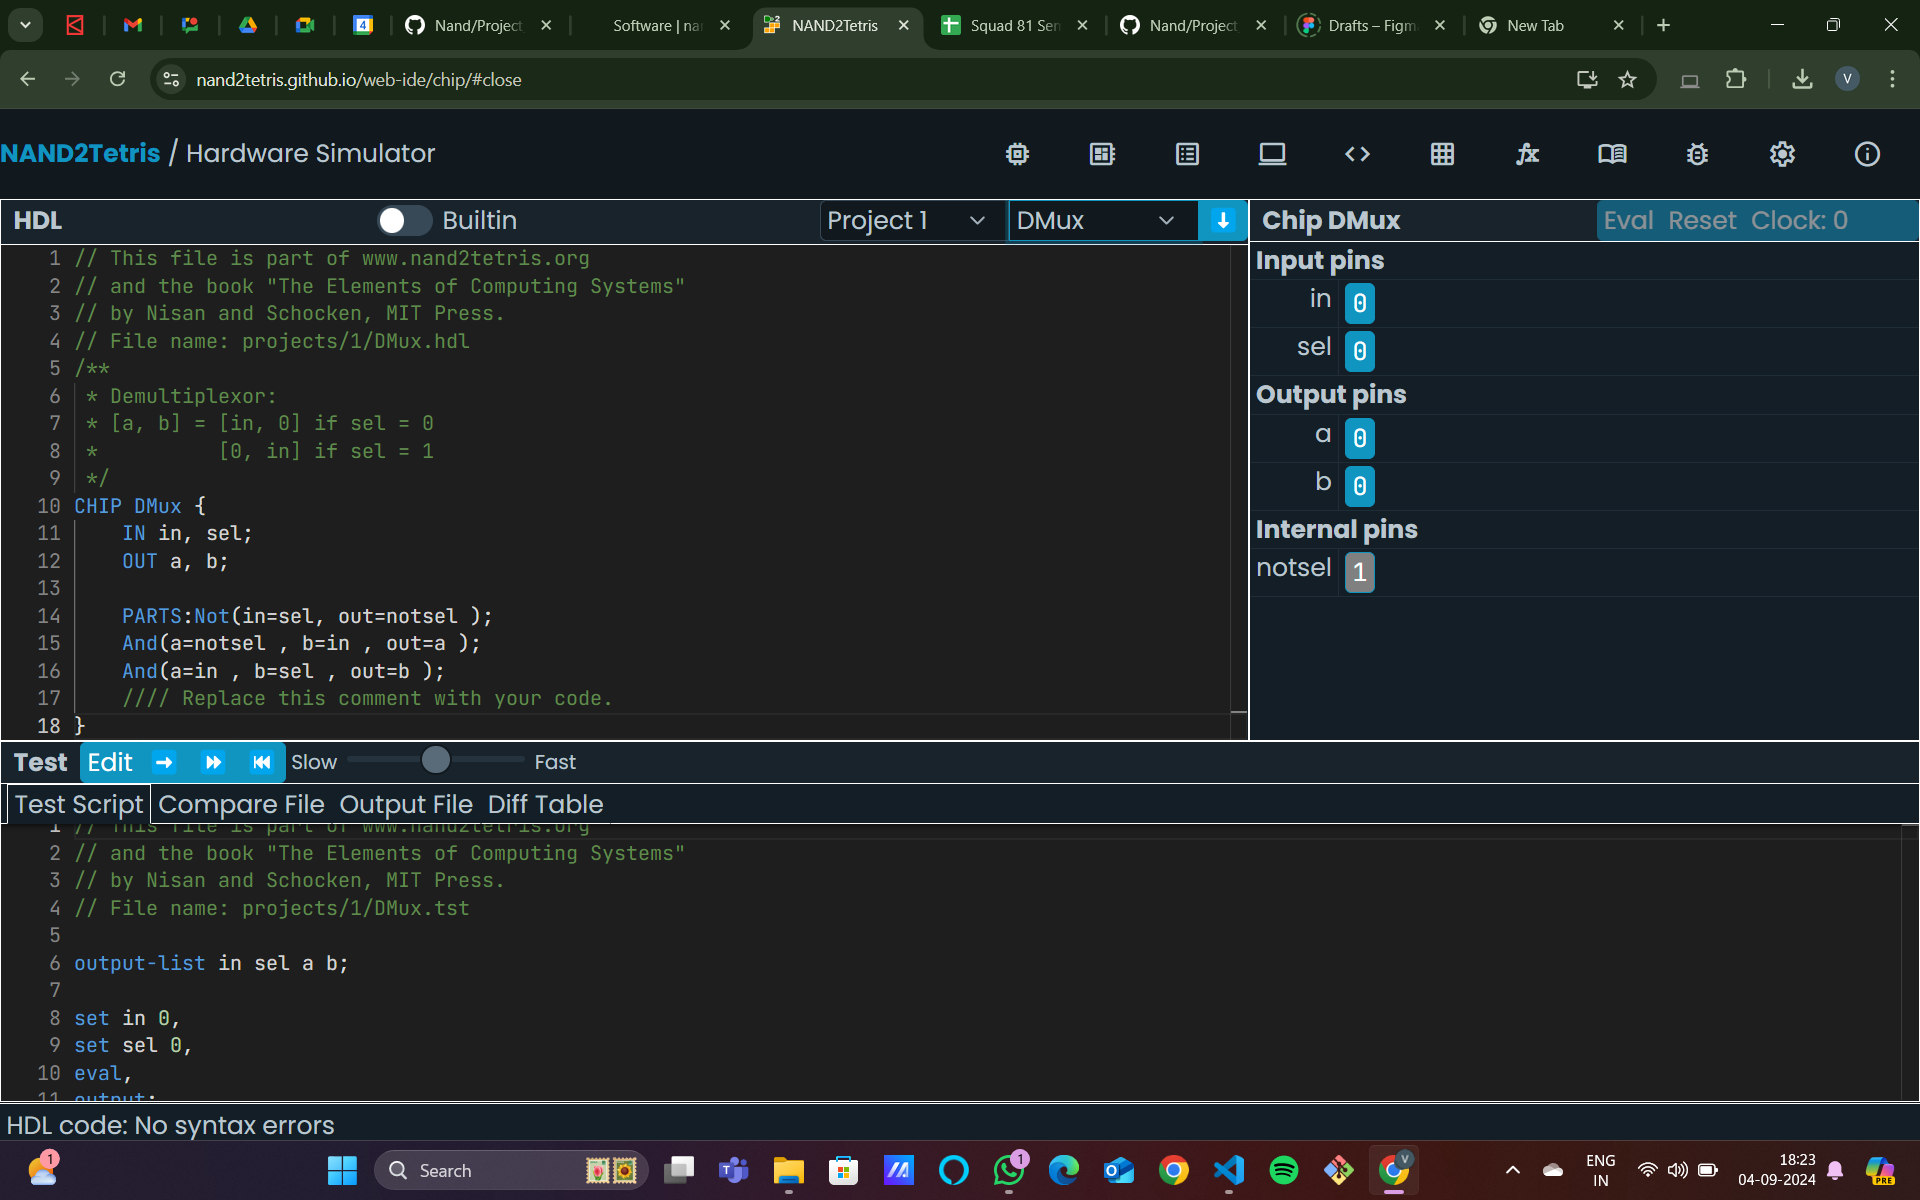 4
Nand/Project
Software | na
NAND2Tetris
Squad 81 Sem
Nand/Project
Drafts – Figm
New Tab
nand2tetris.github.io/web-ide/chip/#close
V
NAND2Tetris / Hardware Simulator
HDL
Builtin
Project 1
DMux
Chip DMux
Eval Reset Clock: 0
1 // This file is part of www.nand2tetris.org
2 // and the book "The Elements of Computing Systems"
3 // by Nisan and Schocken, MIT Press.
4 // File name: projects/1/DMux.hdl
5 /**
6 * Demultiplexor:
7 * [a, b] = [in, 0] if sel = 0
8 * [0, in] if sel = 1
9 */
10 CHIP DMux {
11 IN in, sel;
12 OUT a, b;
13
14 PARTS:Not(in=sel, out=notsel );
15 And(a=notsel , b=in , out=a );
16 And(a=in , b=sel , out=b );
17 //// Replace this comment with your code.
18 }
Input pins
in 0
sel 0
Output pins
a 0
b 0
Internal pins
notsel 1
Test Edit Slow Fast
Test Script Compare File Output File Diff Table
1 // This file is part of www.nand2tetris.org
2 // and the book "The Elements of Computing Systems"
3 // by Nisan and Schocken, MIT Press.
4 // File name: projects/1/DMux.tst
5
6 output-list in sel a b;
7
8 set in 0,
9 set sel 0,
10 eval,
11 output;
HDL code: No syntax errors
1
Search
1
V
ENG
IN
18:23
04-09-2024
PRE